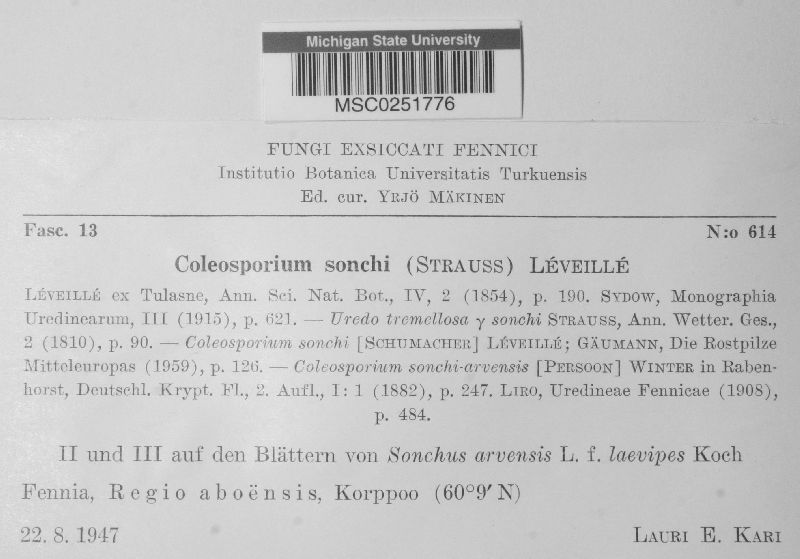 Michigan State University
MSC0251776
FUNGI EXSICCATI FENNICI
Institutio Botanica Universitatis Turkuensis
Ed. cur. YRJÖ MÄKINEN
Fasc. 13 N:o 614
Coleosporium sonchi (STRAUSS) LÉVEILLÉ
LÉVEILLÉ ex Tulasne, Ann. Sci. Nat. Bot., IV, 2 (1854), p. 190. SYDOW, Monographia
Uredinearum, III (1915), p. 621. — Uredo tremellosa γ sonchi STRAUSS, Ann. Wetter. Ges.,
2 (1810), p. 90. — Coleosporium sonchi [SCHUMACHER] LÉVEILLÉ; GÄUMANN, Die Rostpilze
Mitteleuropas (1959), p. 126. — Coleosporium sonchi-arvensis [PERSOON] WINTER in Raben-
horst, Deutschl. Krypt. Fl., 2. Aufl., I: 1 (1882), p. 247. LIRO, Uredineae Fennicae (1908),
p. 484.
II und III auf den Blättern von Sonchus arvensis L. f. laevipes Koch
Fennia, Regio aboënsis, Korppoo (60°9′ N)
22. 8. 1947 LAURI E. KARI